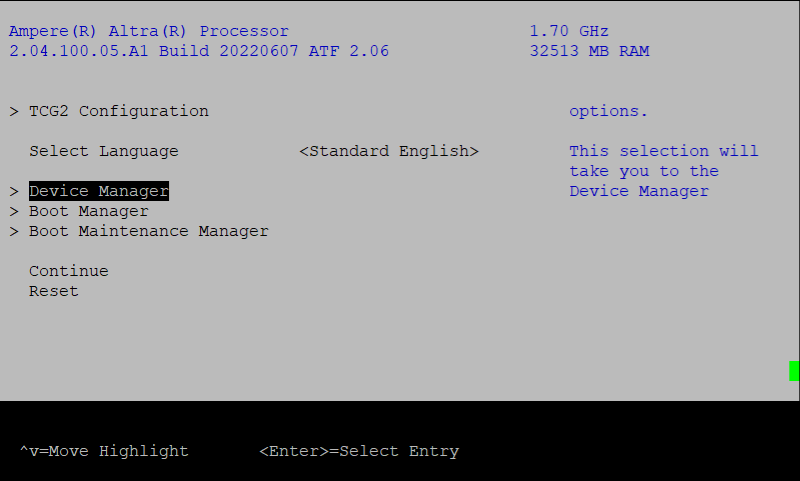 Ampere(R) Altra(R) Processor 1.70 GHz
2.04.100.05.A1 Build 20220607 ATF 2.06 32513 MB RAM
> TCG2 Configuration options.
Select Language <Standard English> This selection will
take you to the
> Device Manager Device Manager
> Boot Manager
> Boot Maintenance Manager
Continue
Reset
^v=Move Highlight <Enter>=Select Entry